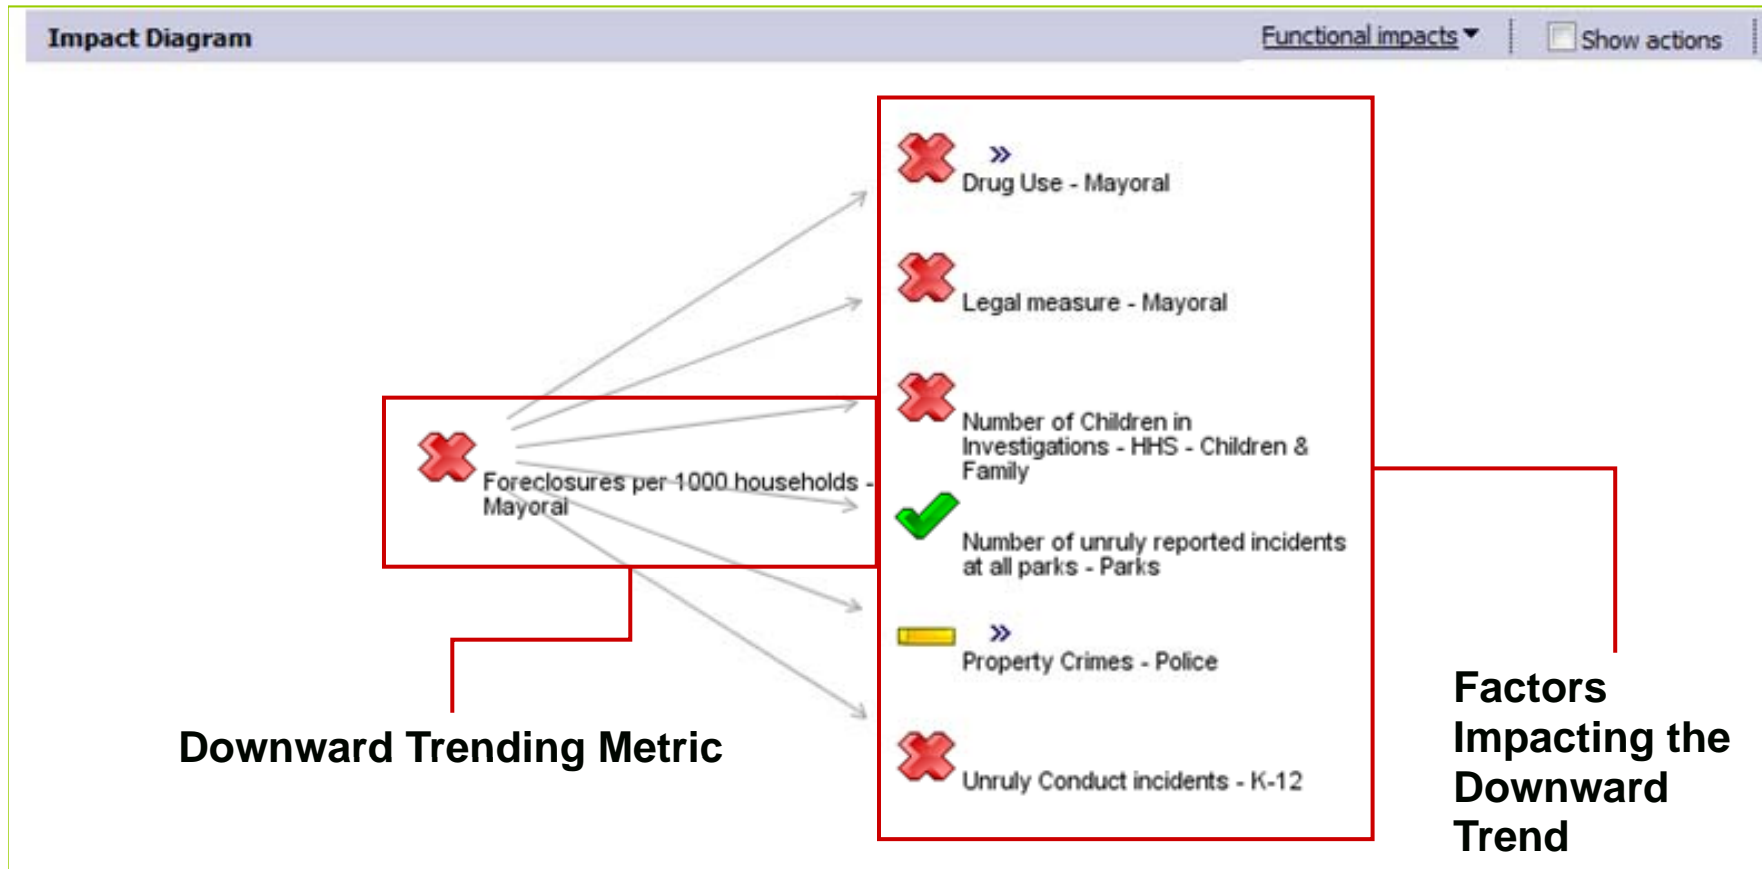 Impact Diagram
Functional impacts
Show actions
Drug Use - Mayoral
Legal measure - Mayoral
Number of Children in
Investigations - HHS - Children &
Family
Foreclosures per 1000 households -
Mayoral
Number of unruly reported incidents
at all parks - Parks
Property Crimes - Police
Unruly Conduct incidents - K-12
Downward Trending Metric
Factors
Impacting the
Downward
Trend